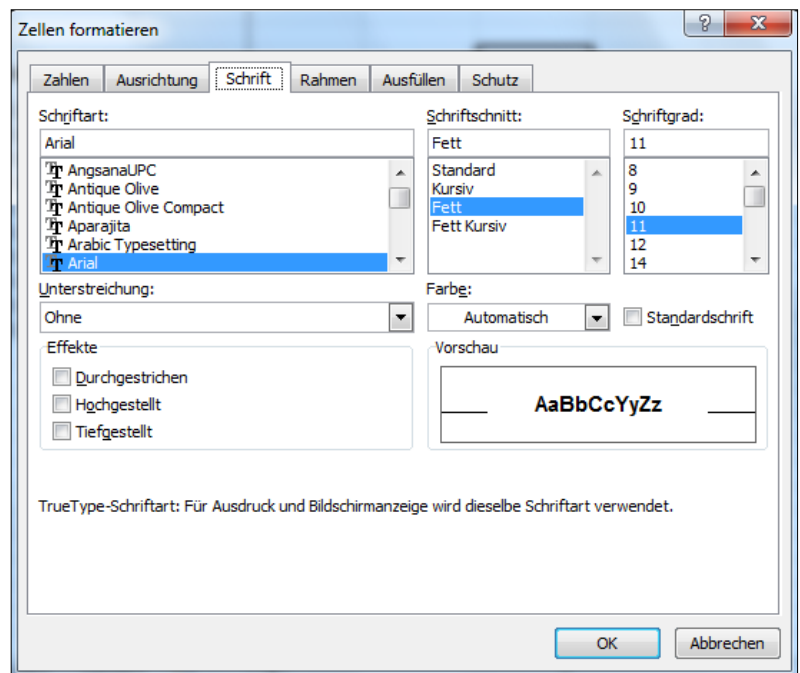 Zellen formatieren
Zahlen Ausrichtung Schrift Rahmen Ausfüllen Schutz
Schriftart: Schriftschnitt: Schriftgrad:
Arial Fett 11
AngsanaUPC Standard 8
Antique Olive Kursiv 9
Antique Olive Compact Fett 10
Aparajita Fett Kursiv 11
Arabic Typesetting 12
Arial 14
Unterstreichung: Farbe:
Ohne Automatisch Standardschrift
Effekte Vorschau
Durchgestrichen
Hochgestellt AaBbCcYyZz
Tiefgestellt
TrueType-Schriftart: Für Ausdruck und Bildschirmanzeige wird dieselbe Schriftart verwendet.
OK Abbrechen